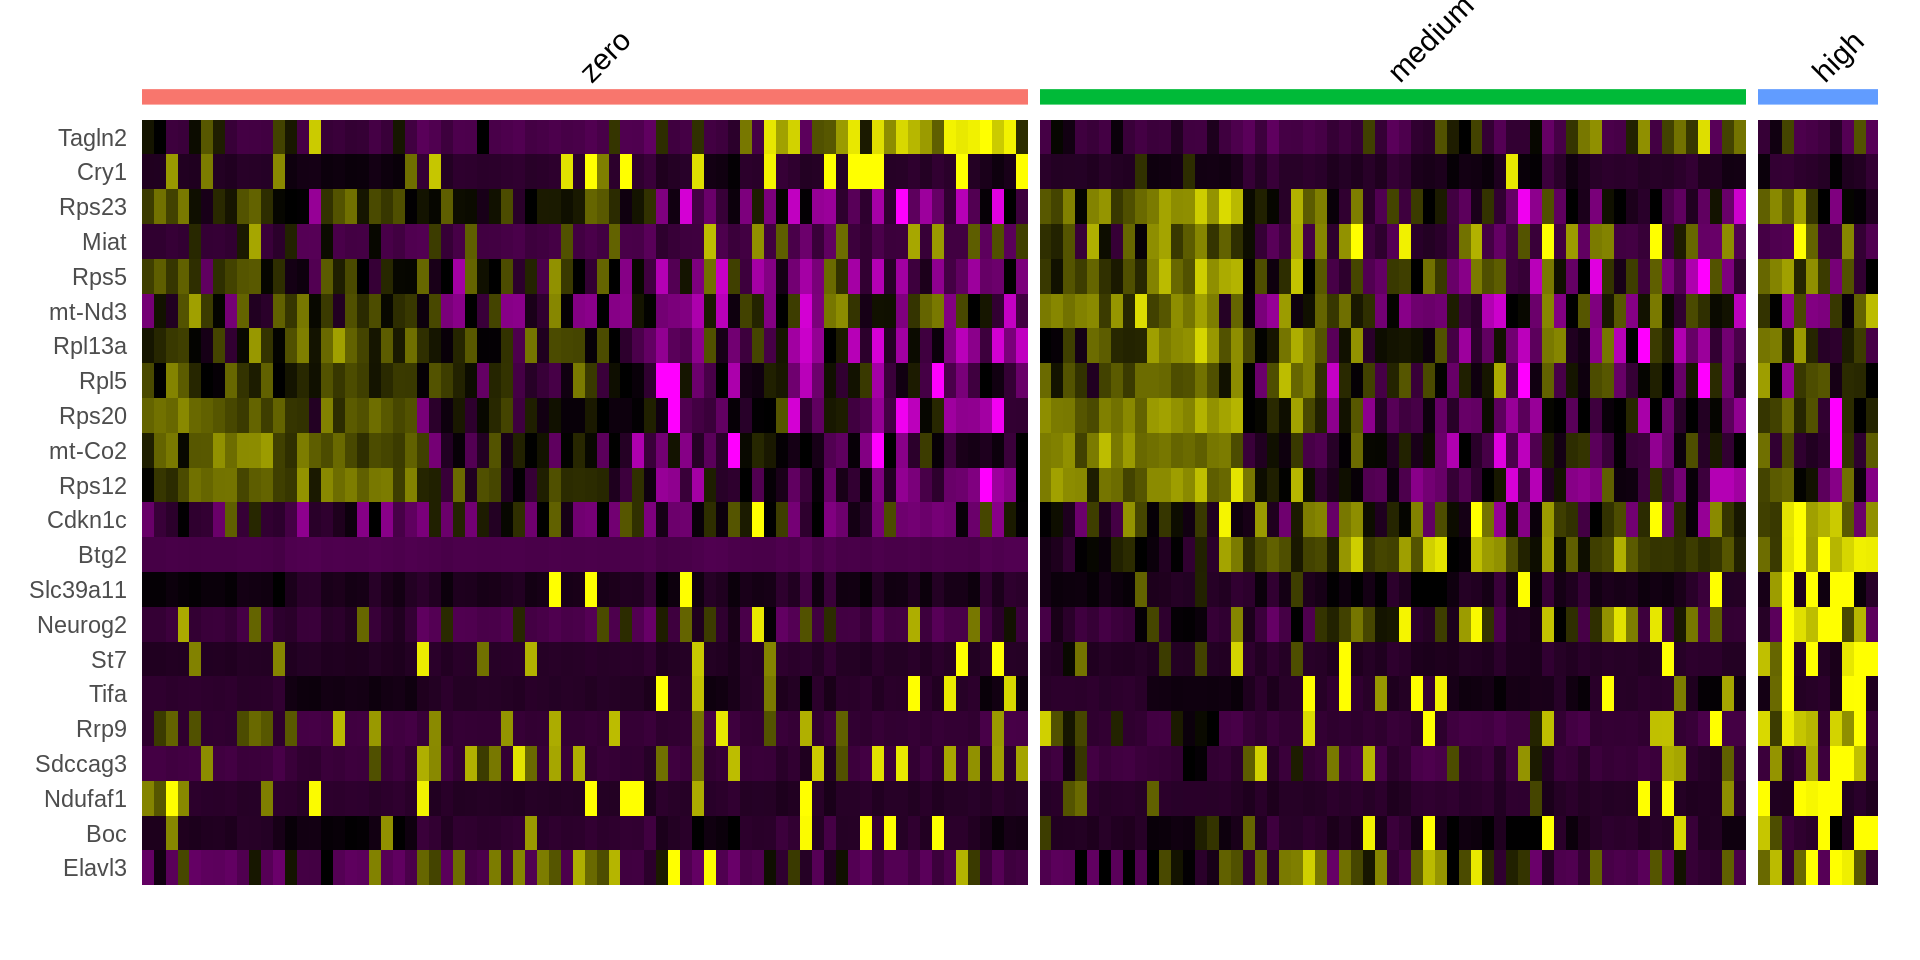 zero
medium
high
Tagln2
Cry1
Rps23
Miat
Rps5
mt-Nd3
Rpl13a
Rpl5
Rps20
mt-Co2
Rps12
Cdkn1c
Btg2
Slc39a11
Neurog2
St7
Tifa
Rrp9
Sdccag3
Ndufaf1
Boc
Elavl3